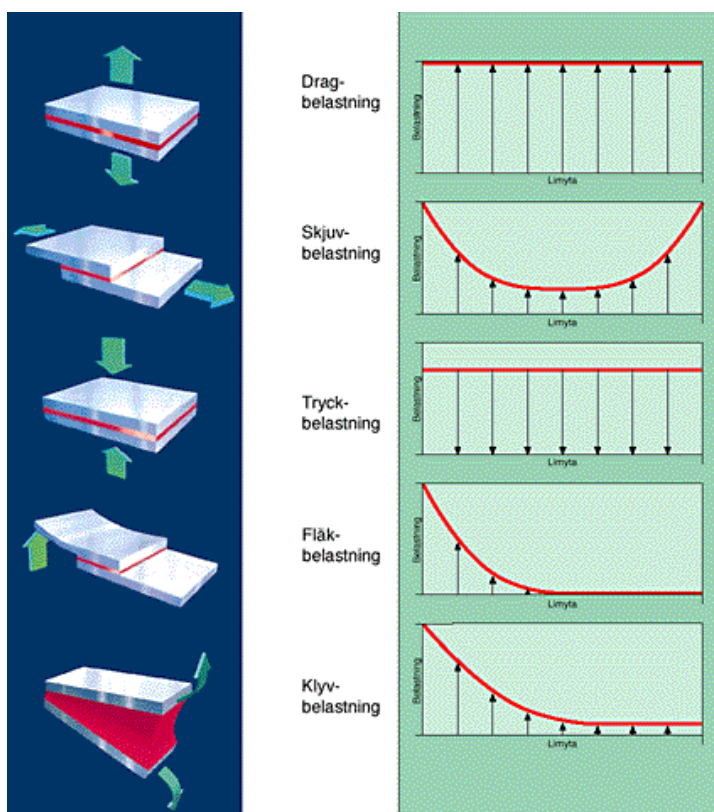 Drag-
belastning
Belastning
Limyta
Skjuv-
belastning
Belastning
Limyta
Tryck-
belastning
Belastning
Limyta
Fläk-
belastning
Belastning
Limyta
Klyv-
belastning
Belastning
Limyta